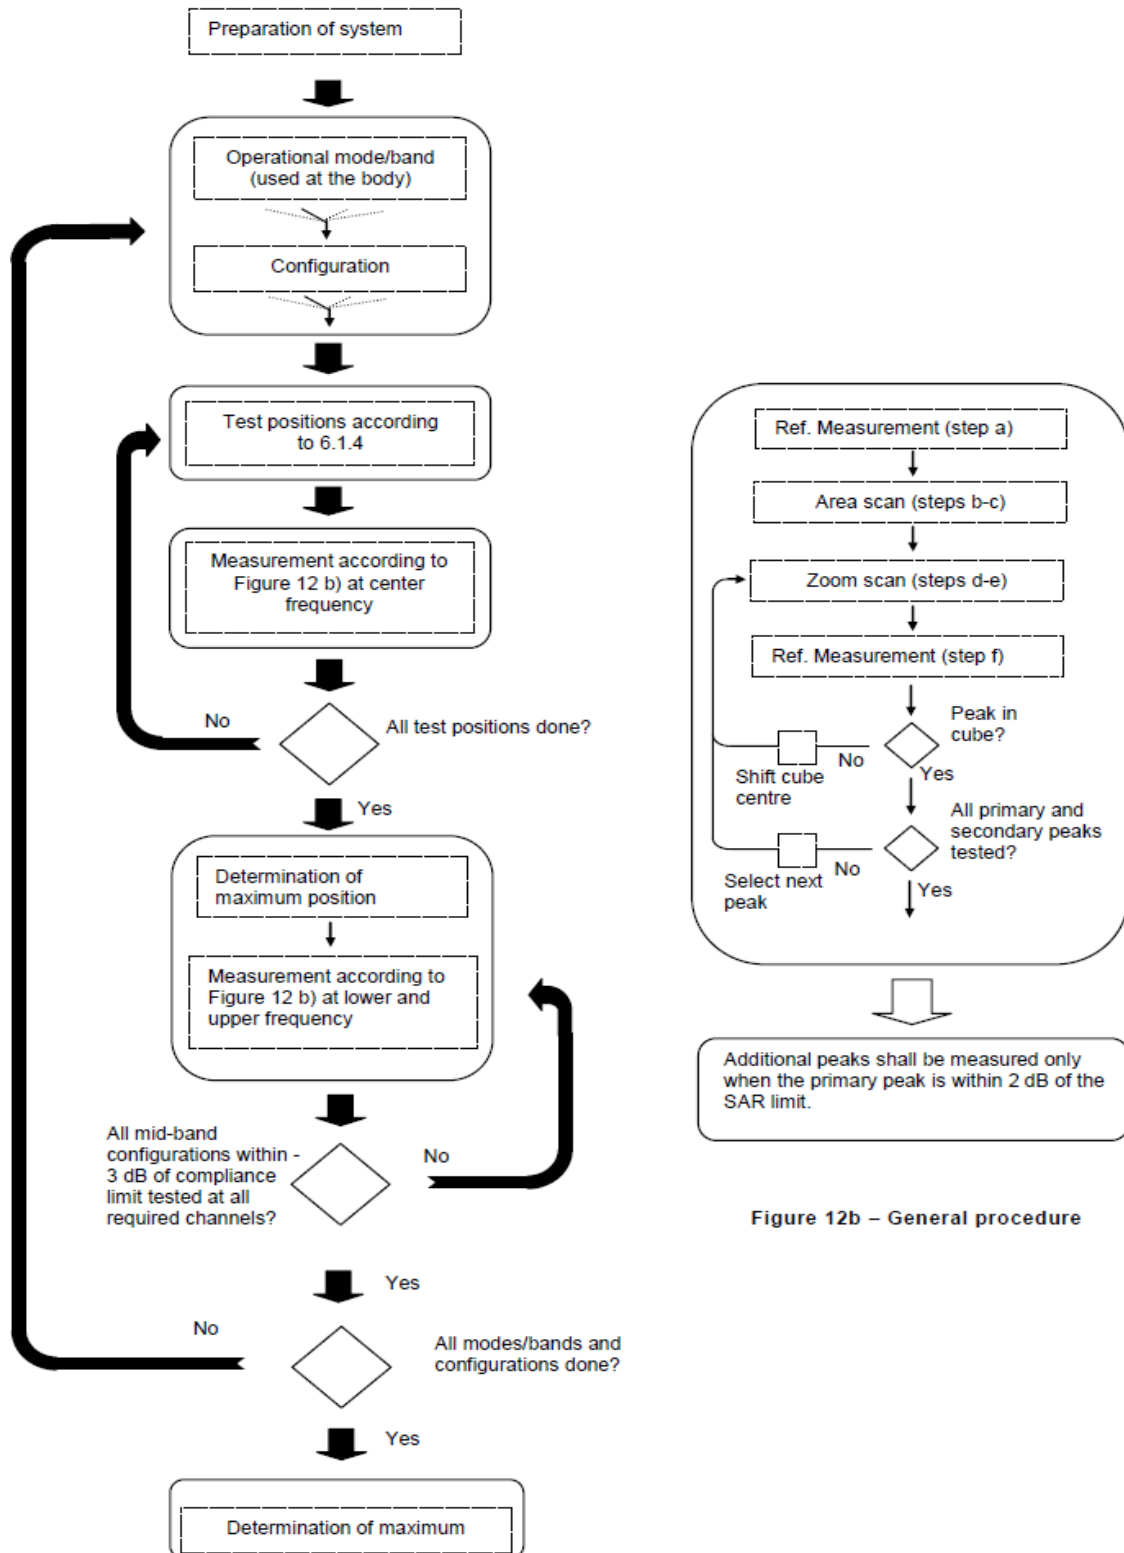 Preparation of system
Operational mode/band
(used at the body)
Configuration
Test positions according
to 6.1.4
Measurement according to
Figure 12 b) at center
frequency
No
All test positions done?
Yes
Determination of
maximum position
Measurement according to
Figure 12 b) at lower and
upper frequency
All mid-band
configurations within -
3 dB of compliance
limit tested at all
required channels?
No
Yes
No
All modes/bands and
configurations done?
Yes
Determination of maximum
Ref. Measurement (step a)
Area scan (steps b-c)
Zoom scan (steps d-e)
Ref. Measurement (step f)
Peak in
cube?
No
Shift cube
centre
Yes
All primary and
secondary peaks
tested?
No
Select next
peak
Yes
Additional peaks shall be measured only
when the primary peak is within 2 dB of the
SAR limit.
Figure 12b – General procedure